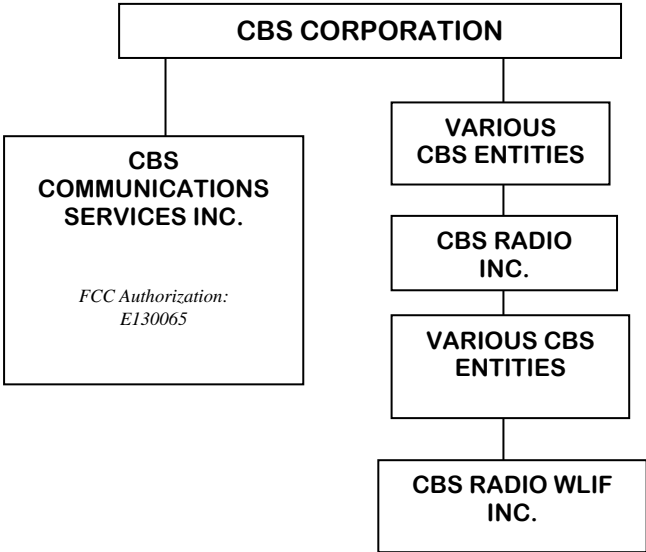 CBS CORPORATION
CBS
COMMUNICATIONS
SERVICES INC.
FCC Authorization:
E130065
VARIOUS
CBS ENTITIES
CBS RADIO
INC.
VARIOUS CBS
ENTITIES
CBS RADIO WLIF
INC.